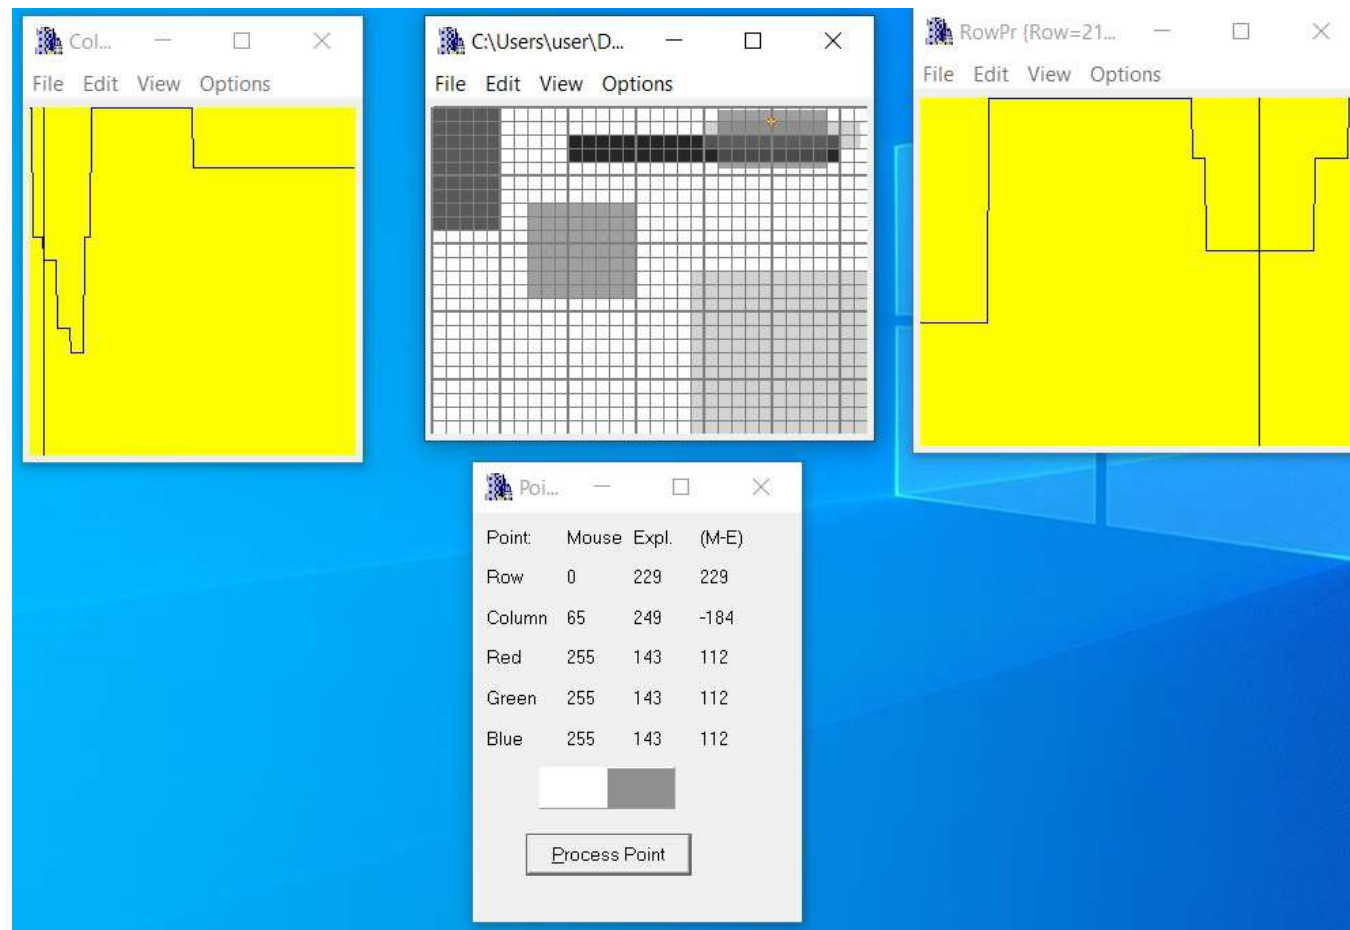 Col...
File Edit View Options
C:\Users\user\D...
File Edit View Options
RowPr {Row=21...
File Edit View Options
Poi...
Point: Mouse Expl. (M-E)
Row 0 229 229
Column 65 249 -184
Red 255 143 112
Green 255 143 112
Blue 255 143 112
Process Point